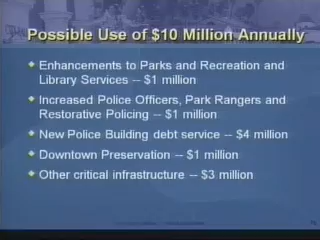 Possible Use of $10 Million Annually
Enhancements to Parks and Recreation and
Library Services -- $1 million
Increased Police Officers, Park Rangers and
Restorative Policing -- $1 million
New Police Building debt service -- $4 million
Downtown Preservation -- $1 million
Other critical infrastructure -- $3 million